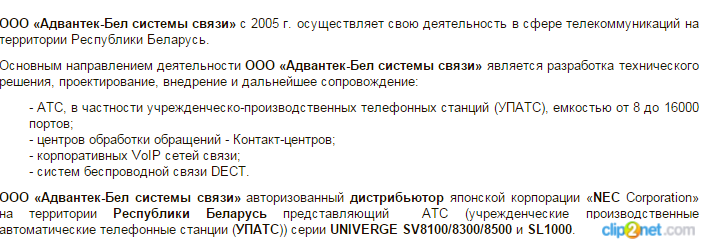 ООО «Адвантек-Бел системы связи» с 2005 г. осуществляет свою деятельность в сфере телекоммуникаций на
территории Республики Беларусь.
Основным направлением деятельности ООО «Адвантек-Бел системы связи» является разработка технического
решения, проектирование, внедрение и дальнейшее сопровождение:
- АТС, в частности учрежденческо-производственных телефонных станций (УПАТС), емкостью от 8 до 16000
портов;
- центров обработки обращений - Контакт-центров;
- корпоративных VoIP сетей связи;
- систем беспроводной связи DECT.
ООО «Адвантек-Бел системы связи» авторизованный дистрибьютор японской корпорации «NEC Corporation»
на территории Республики Беларусь представляющий АТС (учрежденческие производственные
автоматические телефонные станции (УПАТС)) серии UNIVERGE SV8100/8300/8500 и SL1000.
clip2net.com